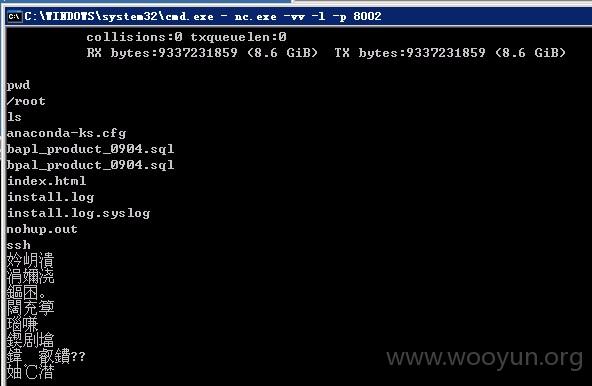 C:\WINDOWS\system32\cmd.exe - nc.exe -vv -l -p 8002
collisions:0 txqueuelen:0
RX bytes:9337231859 (8.6 GiB)  TX bytes:9337231859 (8.6 GiB)
pwd
/root
ls
anaconda-ks.cfg
bapl_product_0904.sql
bpal_product_0904.sql
index.html
install.log
install.log.syslog
nohup.out
ssh
妗岄潰
涓嬭浇
鏂囨。
闊充箰
瑙嗛
鍥剧墖
妯℃澘
www.wooyun.org